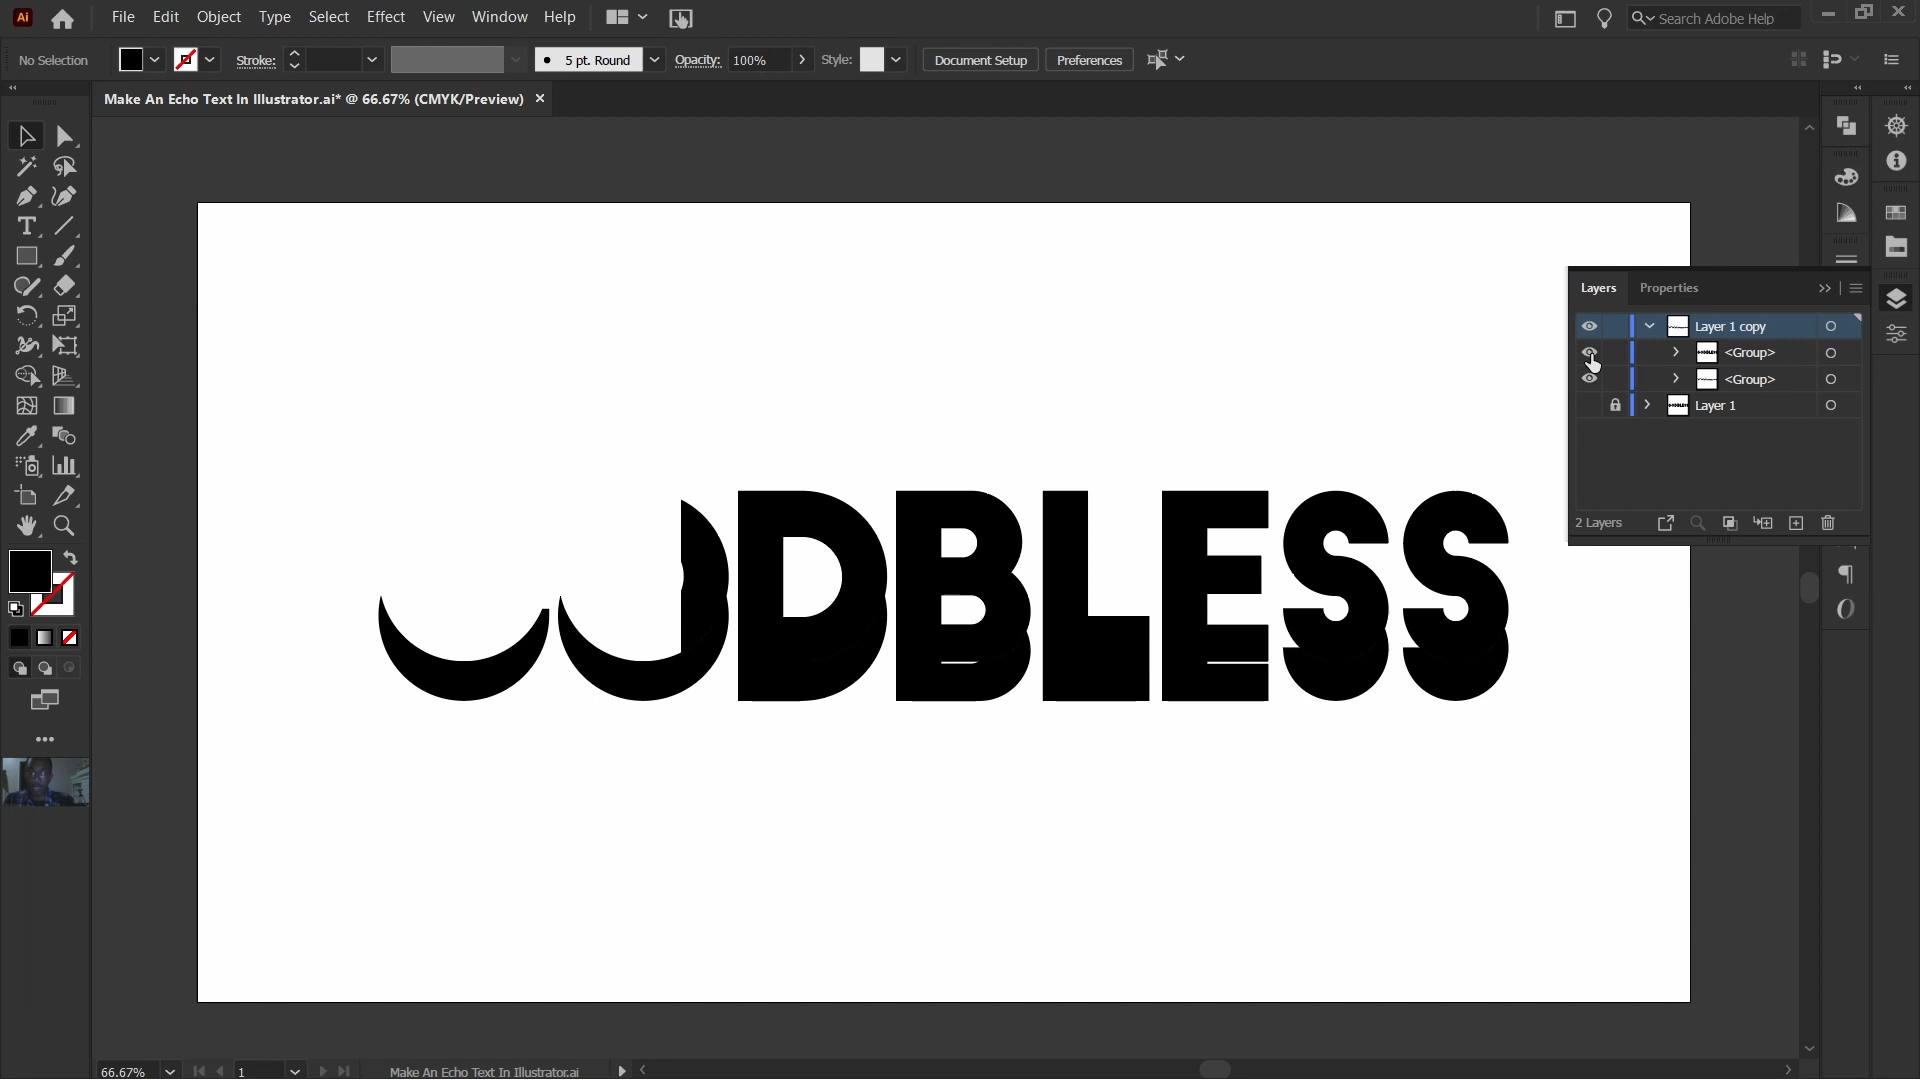 Ai File Edit Object Type Select Effect View Window Help Search Adobe Help
No Selection Stroke: 5 pt. Round Opacity: 100% Style: Document Setup Preferences
Make An Echo Text In Illustrator.ai* @ 66.67% (CMYK/Preview)
Layers Properties
Layer 1 copy
<Group>
<Group>
Layer 1
2 Layers
DBLESS
66.67% 1 Make An Echo Text In Illustrator.ai